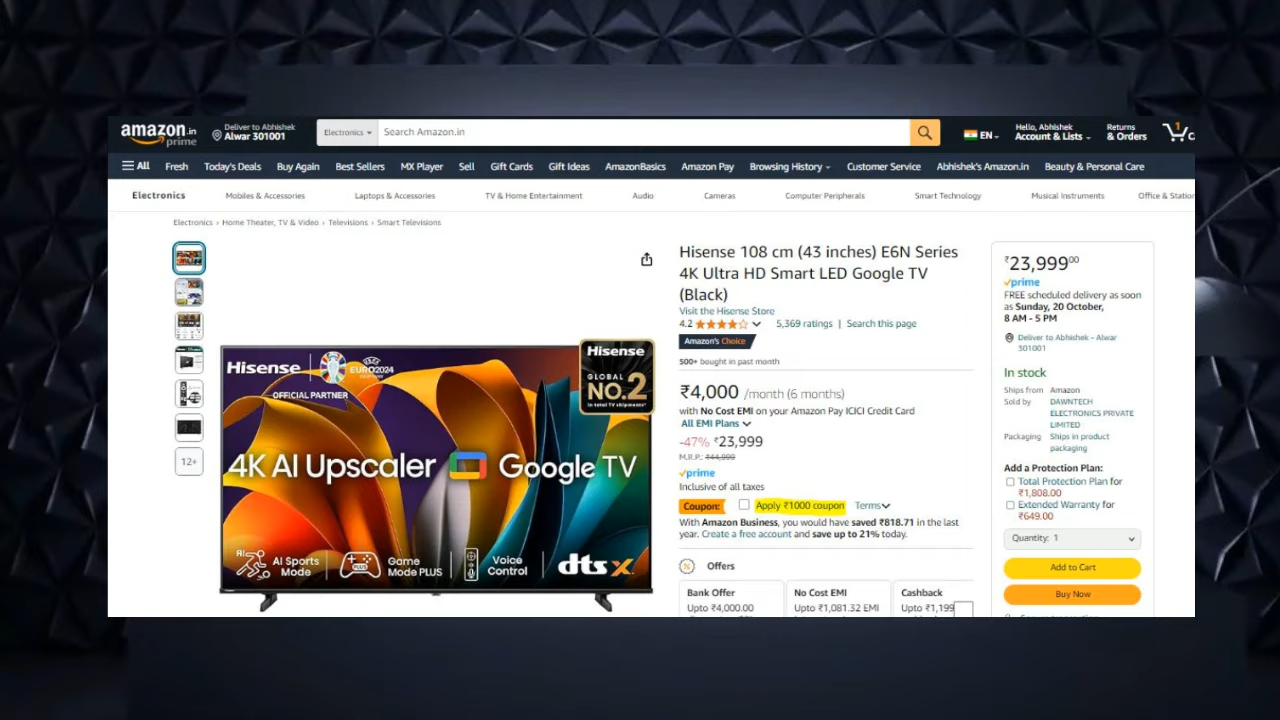 amazon.in
prime
Deliver to Abhishek
Alwar 301001
Electronics
Search Amazon.in
EN
Hello, Abhishek
Account & Lists
Returns
& Orders
1
All
Fresh
Today's Deals
Buy Again
Best Sellers
MX Player
Sell
Gift Cards
Gift Ideas
AmazonBasics
Amazon Pay
Browsing History
Customer Service
Abhishek's Amazon.in
Beauty & Personal Care
Electronics
Mobiles & Accessories
Laptops & Accessories
TV & Home Entertainment
Audio
Cameras
Computer Peripherals
Smart Technology
Musical Instruments
Office & Station
Electronics › Home Theater, TV & Video › Televisions › Smart Televisions
12+
Hisense
UEFA
EURO2024
OFFICIAL PARTNER
Hisense
GLOBAL
NO.2
in total TV shipments*
4K AI Upscaler
Google TV
AI Sports
Mode
PLUS
Game
Mode PLUS
Voice
Control
dts X
Hisense 108 cm (43 inches) E6N Series
4K Ultra HD Smart LED Google TV
(Black)
Visit the Hisense Store
4.2
5,369 ratings | Search this page
Amazon's Choice
500+ bought in past month
₹4,000 /month (6 months)
with No Cost EMI on your Amazon Pay ICICI Credit Card
All EMI Plans
-47% ₹23,999
M.R.P.: ₹44,999
prime
Inclusive of all taxes
Coupon: Apply ₹1000 coupon Terms
With Amazon Business, you would have saved ₹818.71 in the last
year. Create a free account and save up to 21% today.
Offers
Bank Offer
Upto ₹4,000.00
No Cost EMI
Upto ₹1,081.32 EMI
Cashback
Upto ₹1,199
₹23,99900
prime
FREE scheduled delivery as soon
as Sunday, 20 October,
8 AM - 5 PM
Deliver to Abhishek - Alwar
301001
In stock
Ships from Amazon
Sold by DAWNTECH
ELECTRONICS PRIVATE
LIMITED
Packaging Ships in product
packaging
Add a Protection Plan:
Total Protection Plan for
₹1,808.00
Extended Warranty for
₹649.00
Quantity: 1
Add to Cart
Buy Now